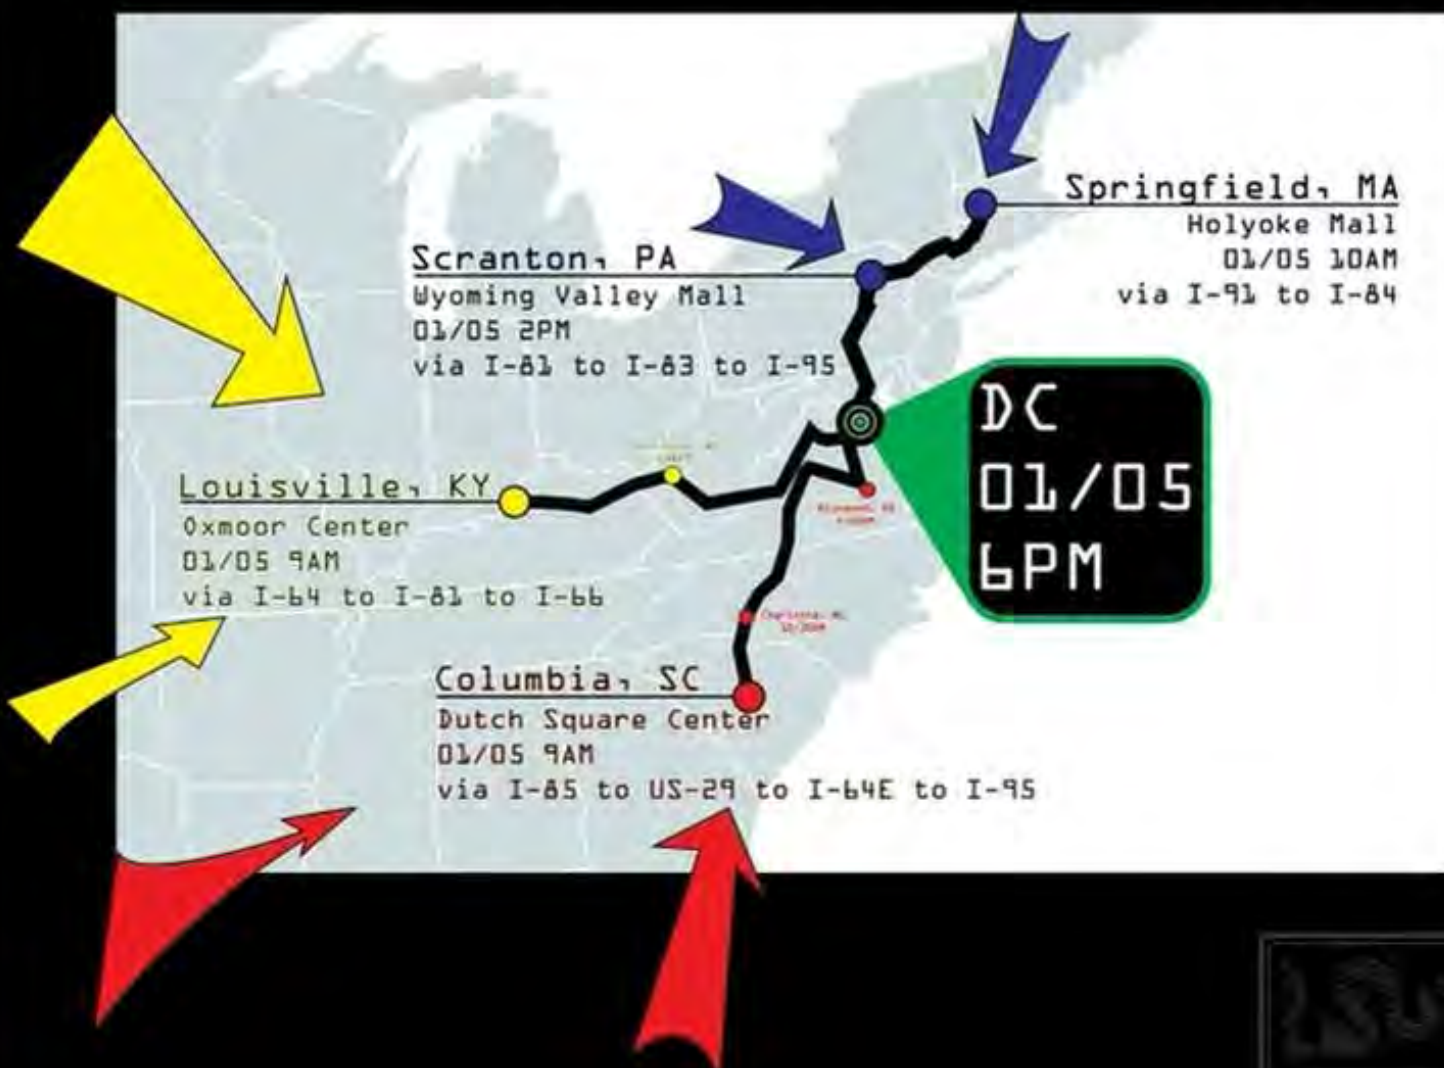 Springfield, MA
Holyoke Mall
01/05 10AM
via I-91 to I-84
Scranton, PA
Wyoming Valley Mall
01/05 2PM
via I-81 to I-83 to I-95
DC
01/05
6PM
Louisville, KY
Oxmoor Center
01/05 9AM
via I-64 to I-81 to I-66
Charlotte, NC
Columbia, SC
Dutch Square Center
01/05 9AM
via I-85 to US-29 to I-64E to I-95